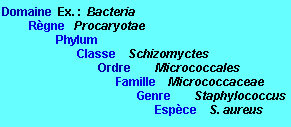 Domaine Ex. : Bacteria
Règne Procaryotae
Phylum
Classe Schizomyctes
Ordre Micrococcales
Famille Micrococcaceae
Genre Staphylococcus
Espèce S. aureus